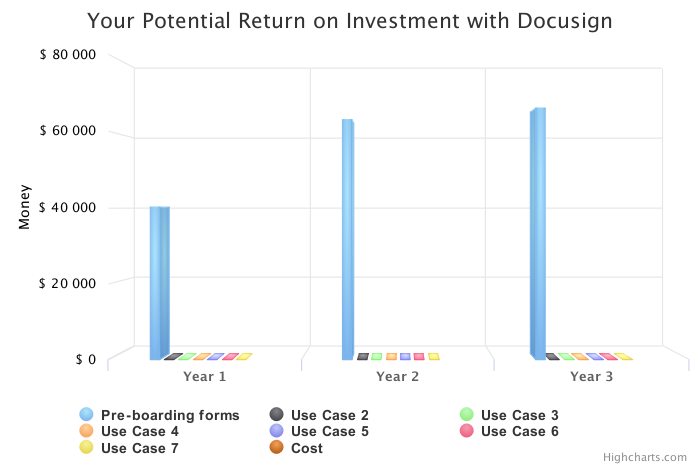 Your Potential Return on Investment with Docusign
$ 80 000
$ 60 000
$ 40 000
$ 20 000
$ 0
Money
Year 1 Year 2 Year 3
Pre-boarding forms Use Case 2 Use Case 3
Use Case 4 Use Case 5 Use Case 6
Use Case 7 Cost
Highcharts.com